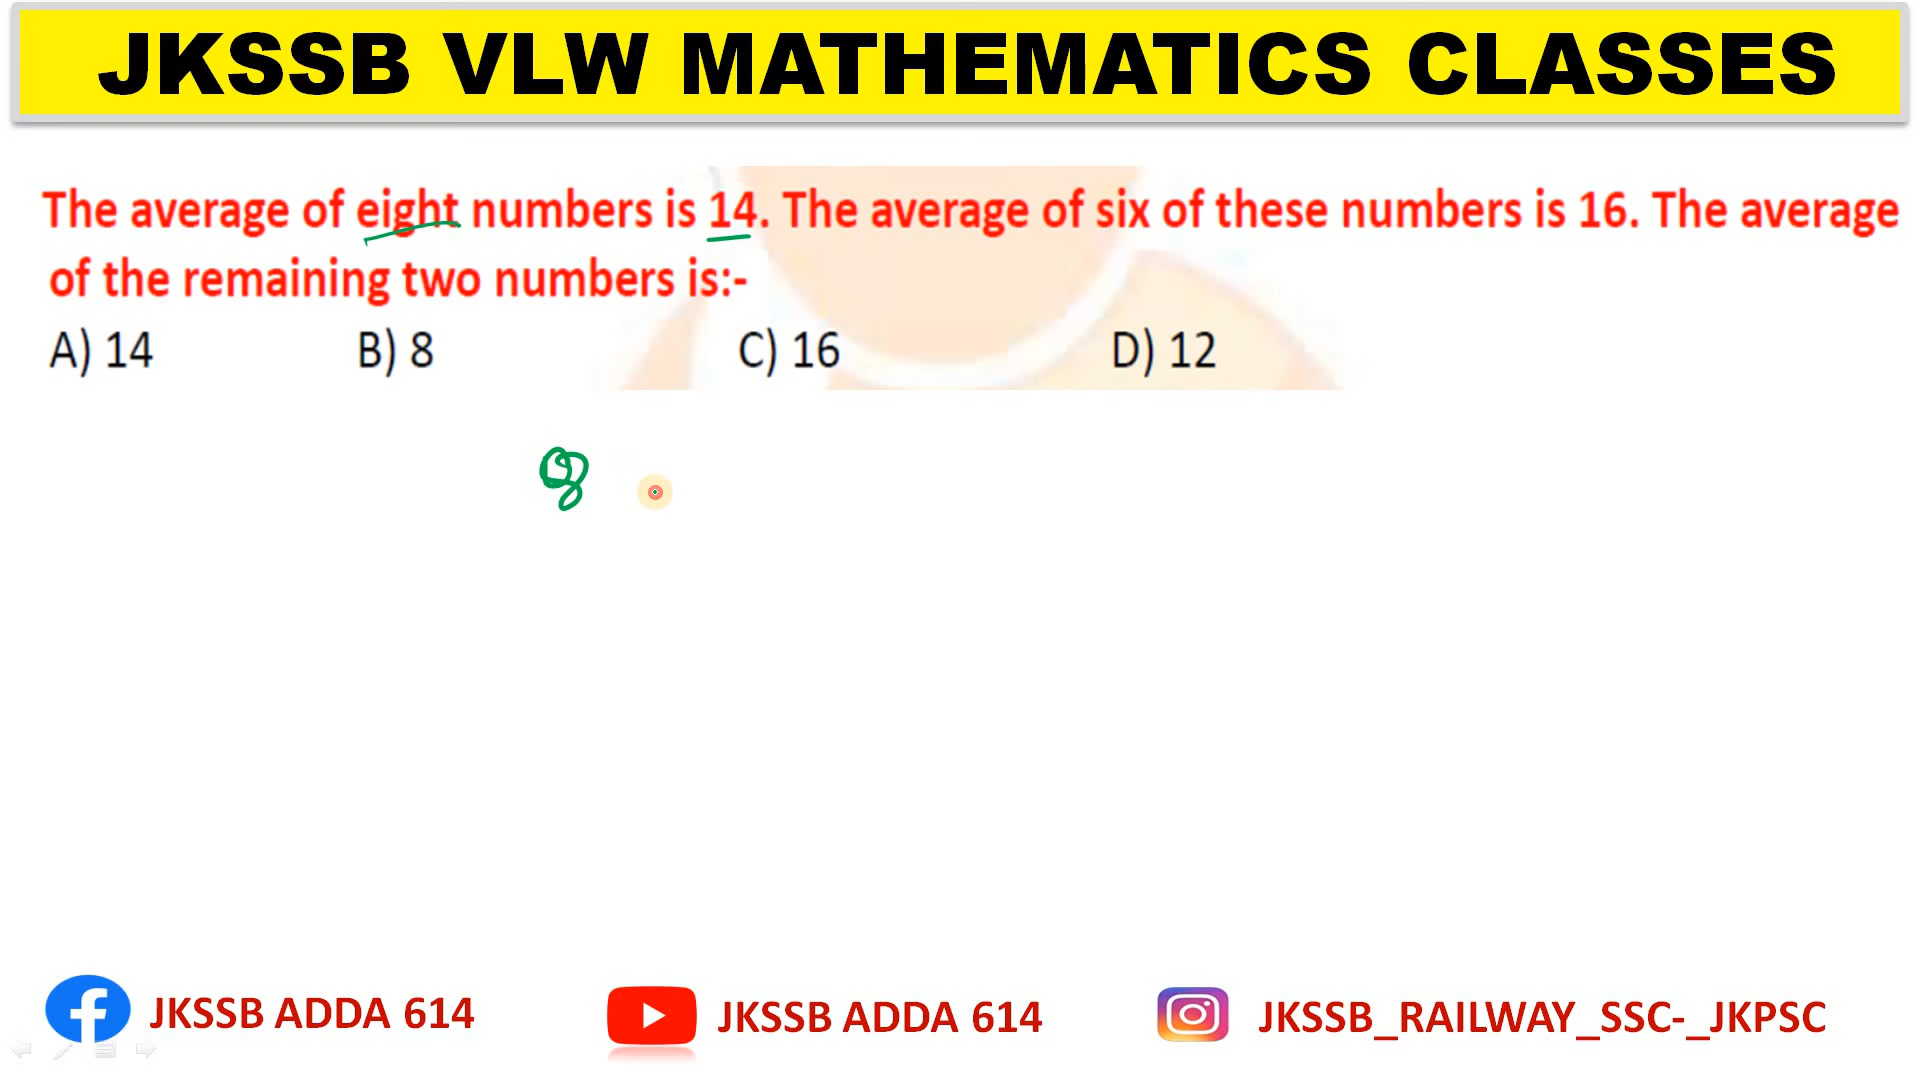 JKSSB VLW MATHEMATICS CLASSES
The average of eight numbers is 14. The average of six of these numbers is 16. The average
of the remaining two numbers is:-
A) 14 B) 8 C) 16 D) 12
8
JKSSB ADDA 614 JKSSB ADDA 614 JKSSB_RAILWAY_SSC-_JKPSC